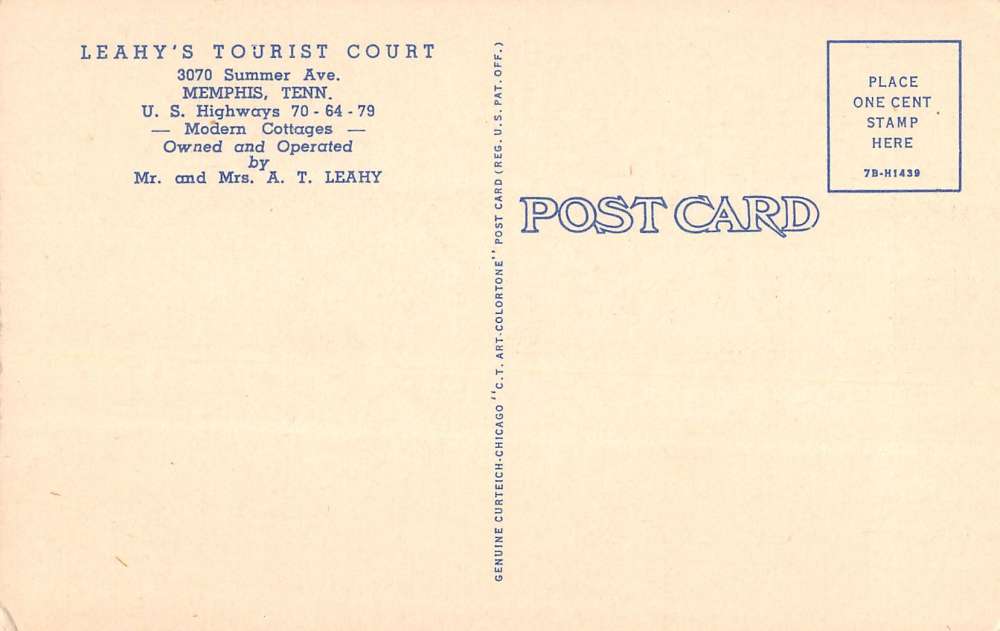 LEAHY'S TOURIST COURT
3070 Summer Ave.
MEMPHIS, TENN.
U. S. Highways 70 - 64 - 79
— Modern Cottages —
Owned and Operated
by
Mr. and Mrs. A. T. LEAHY
GENUINE CURTEICH-CHICAGO "C.T. ART-COLORTONE" POST CARD (REG. U.S. PAT. OFF.)
POST CARD
PLACE
ONE CENT
STAMP
HERE
7B-H1439